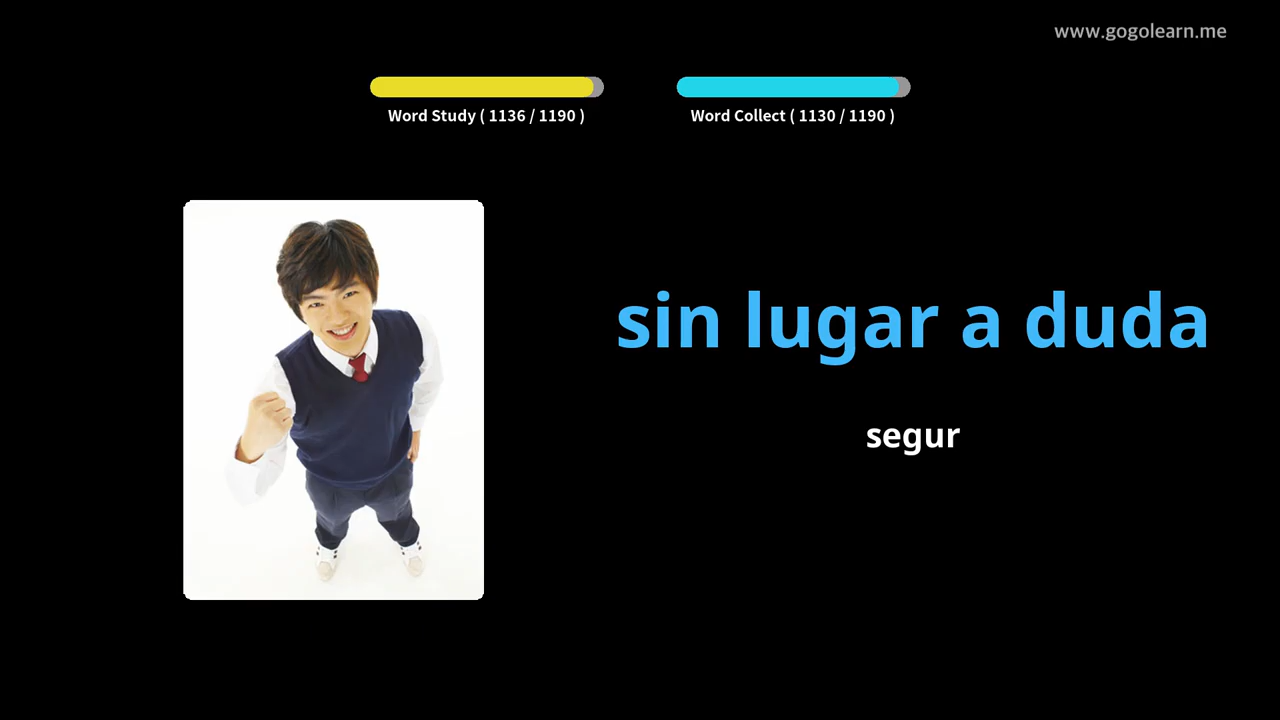 www.gogolearn.me
Word Study ( 1136 / 1190 )
Word Collect ( 1130 / 1190 )
sin lugar a duda
segur